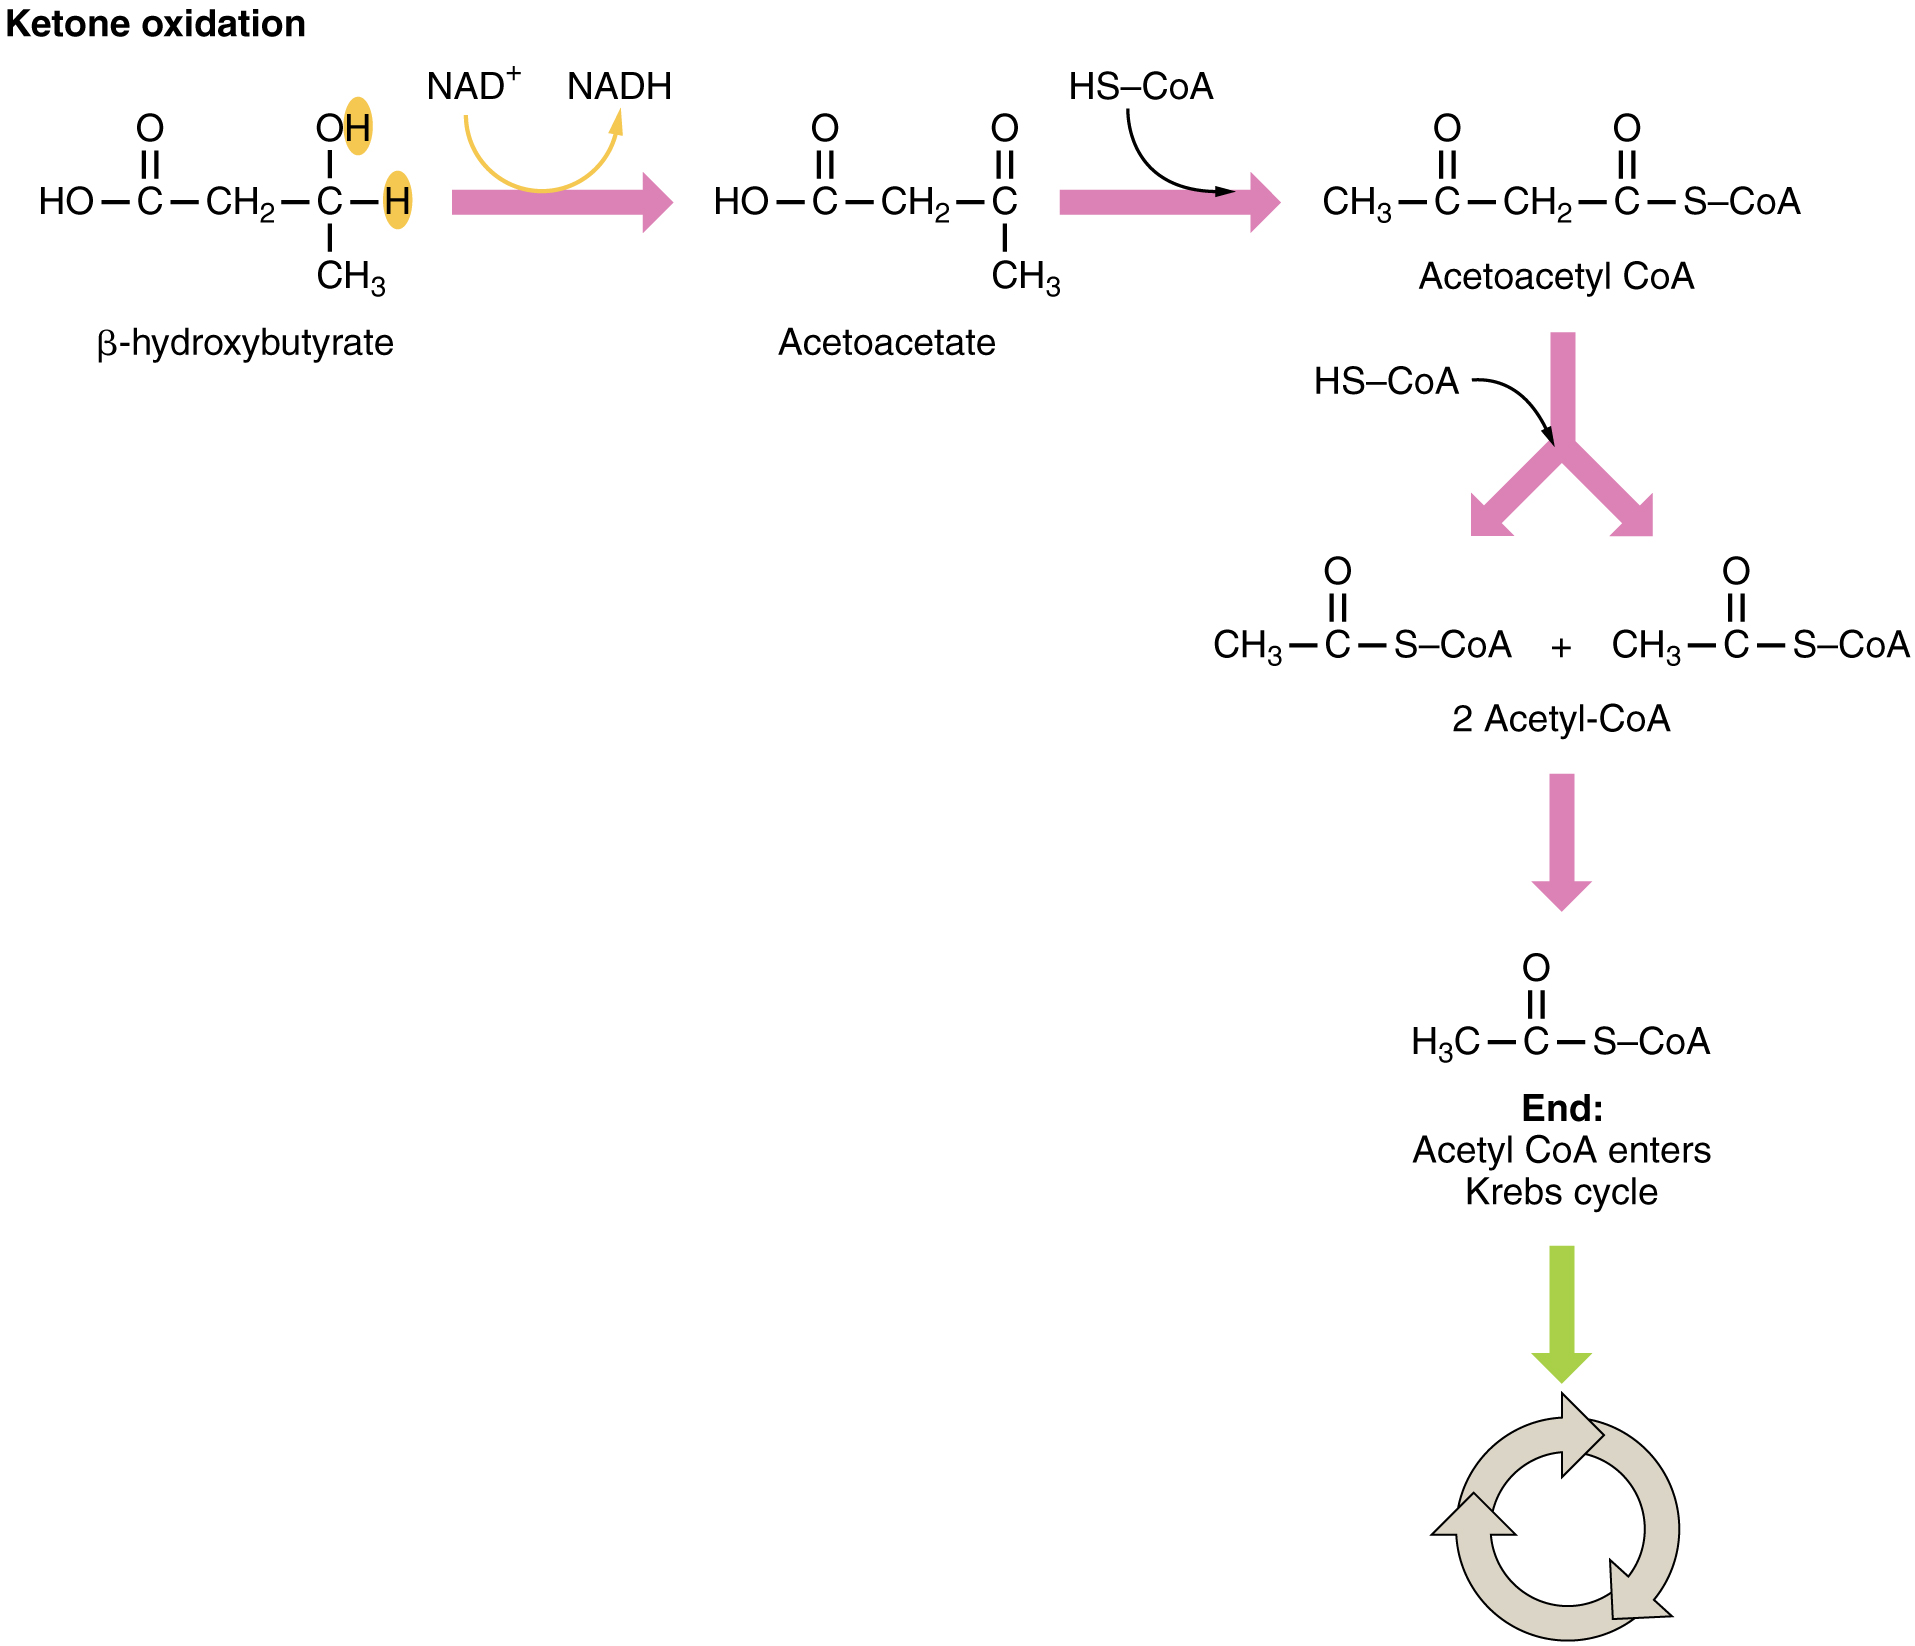 Ketone oxidation
NAD⁺ NADH
HS–CoA
O OH
HO–C–CH₂–C–H
CH₃
β-hydroxybutyrate
O O
HO–C–CH₂–C
CH₃
Acetoacetate
O O
CH₃–C–CH₂–C–S–CoA
Acetoacetyl CoA
HS–CoA
O O
CH₃–C–S–CoA + CH₃–C–S–CoA
2 Acetyl-CoA
O
H₃C–C–S–CoA
End:
Acetyl CoA enters
Krebs cycle